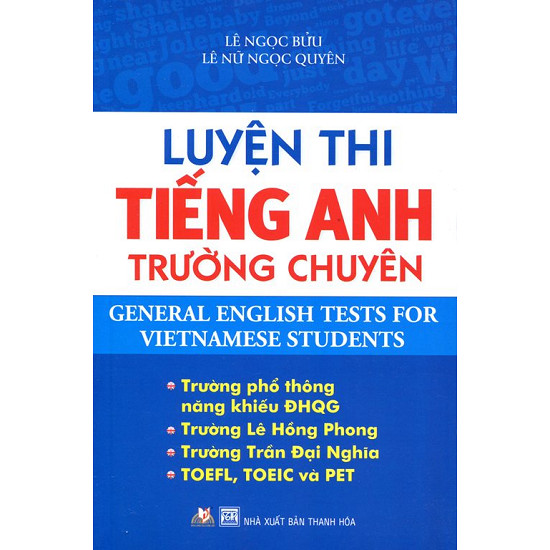 LÊ NGỌC BỬU
LÊ NỮ NGỌC QUYÊN
LUYỆN THI
TIẾNG ANH
TRƯỜNG CHUYÊN
GENERAL ENGLISH TESTS FOR
VIETNAMESE STUDENTS
Trường phổ thông
năng khiếu ĐHQG
Trường Lê Hồng Phong
Trường Trần Đại Nghĩa
TOEFL, TOEIC và PET
NHÀ XUẤT BẢN THANH HÓA